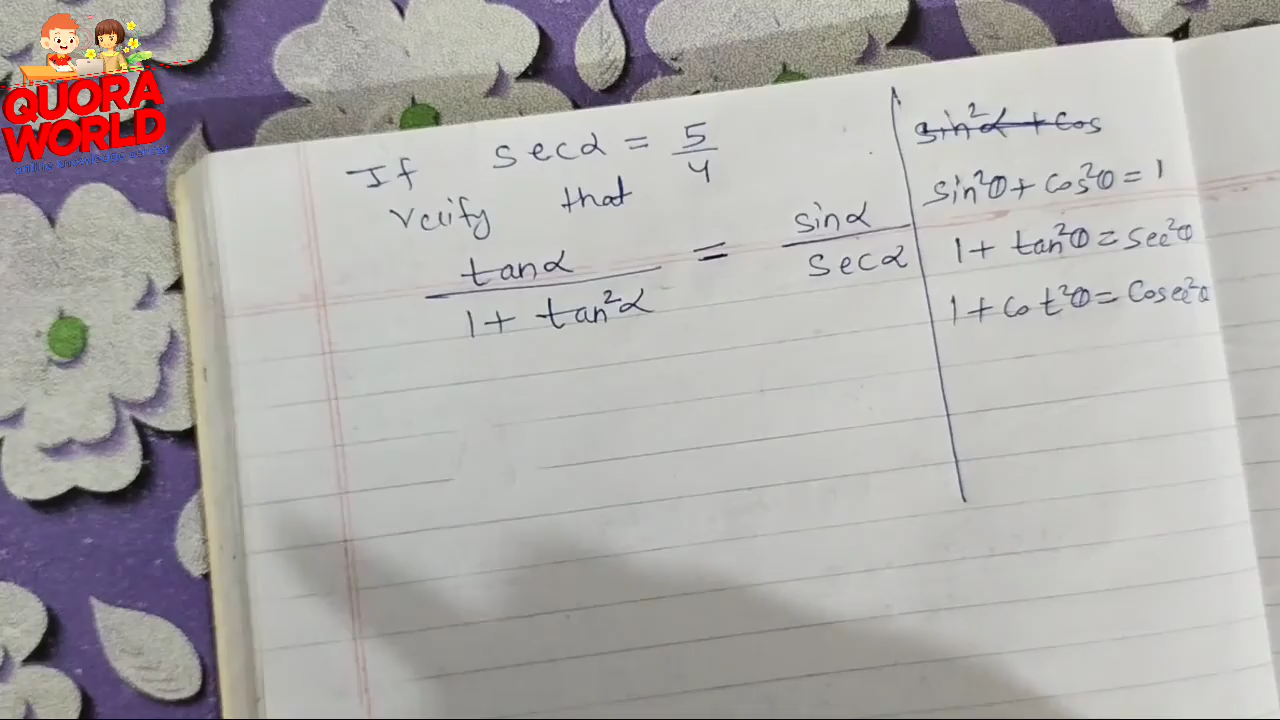 QUORA
WORLD
If secα = 5/4
verify that
tanα / 1 + tan²α = sinα / secα
sin²α + cos
sin²θ + cos²θ = 1
1 + tan²θ = sec²θ
1 + cot²θ = cosec²θ